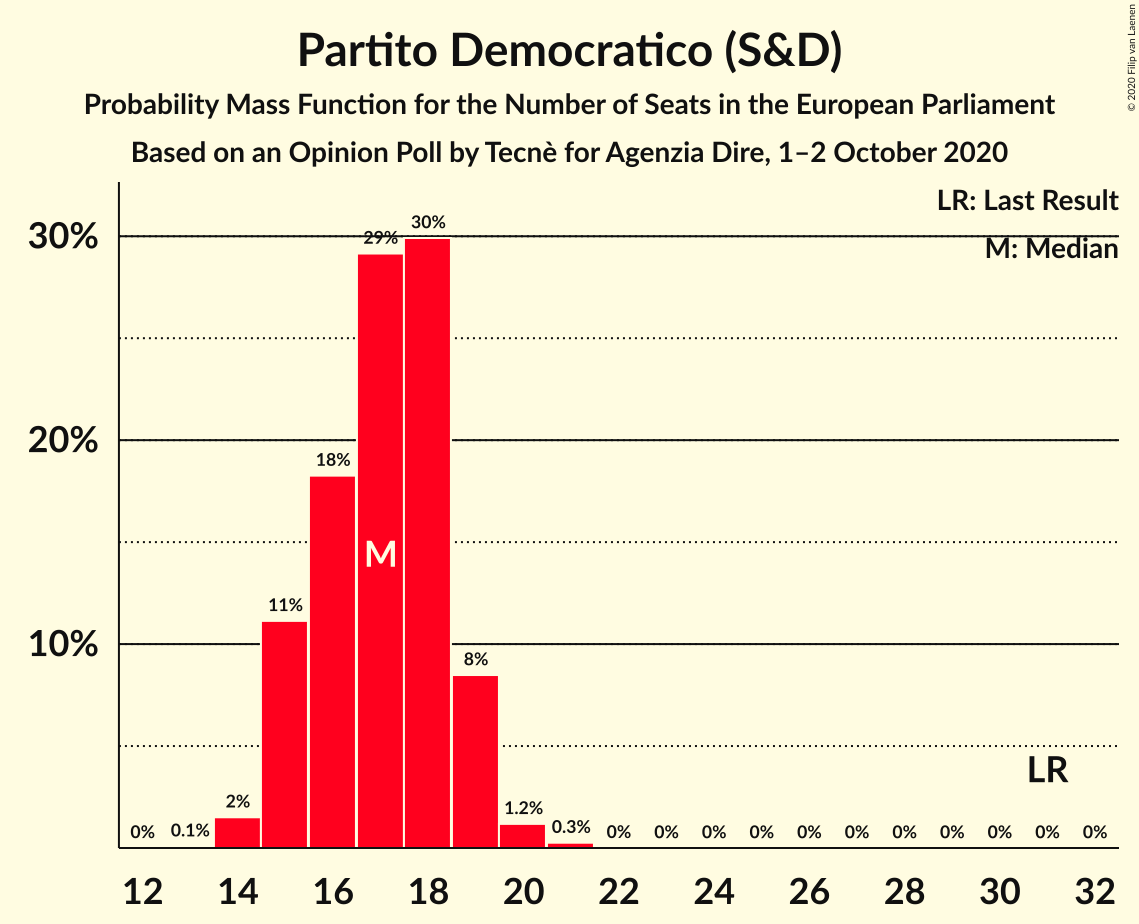 Partito Democratico (S&D)
Probability Mass Function for the Number of Seats in the European Parliament
Based on an Opinion Poll by Tecnè for Agenzia Dire, 1–2 October 2020
© 2020 Filip van Laenen
LR: Last Result
M: Median
30%
20%
10%
0% 0.1% 2% 11% 18% 29% 30% 8% 1.2% 0.3% 0% 0% 0% 0% 0% 0% 0% 0% 0% 0% 0%
M
LR
12 14 16 18 20 22 24 26 28 30 32